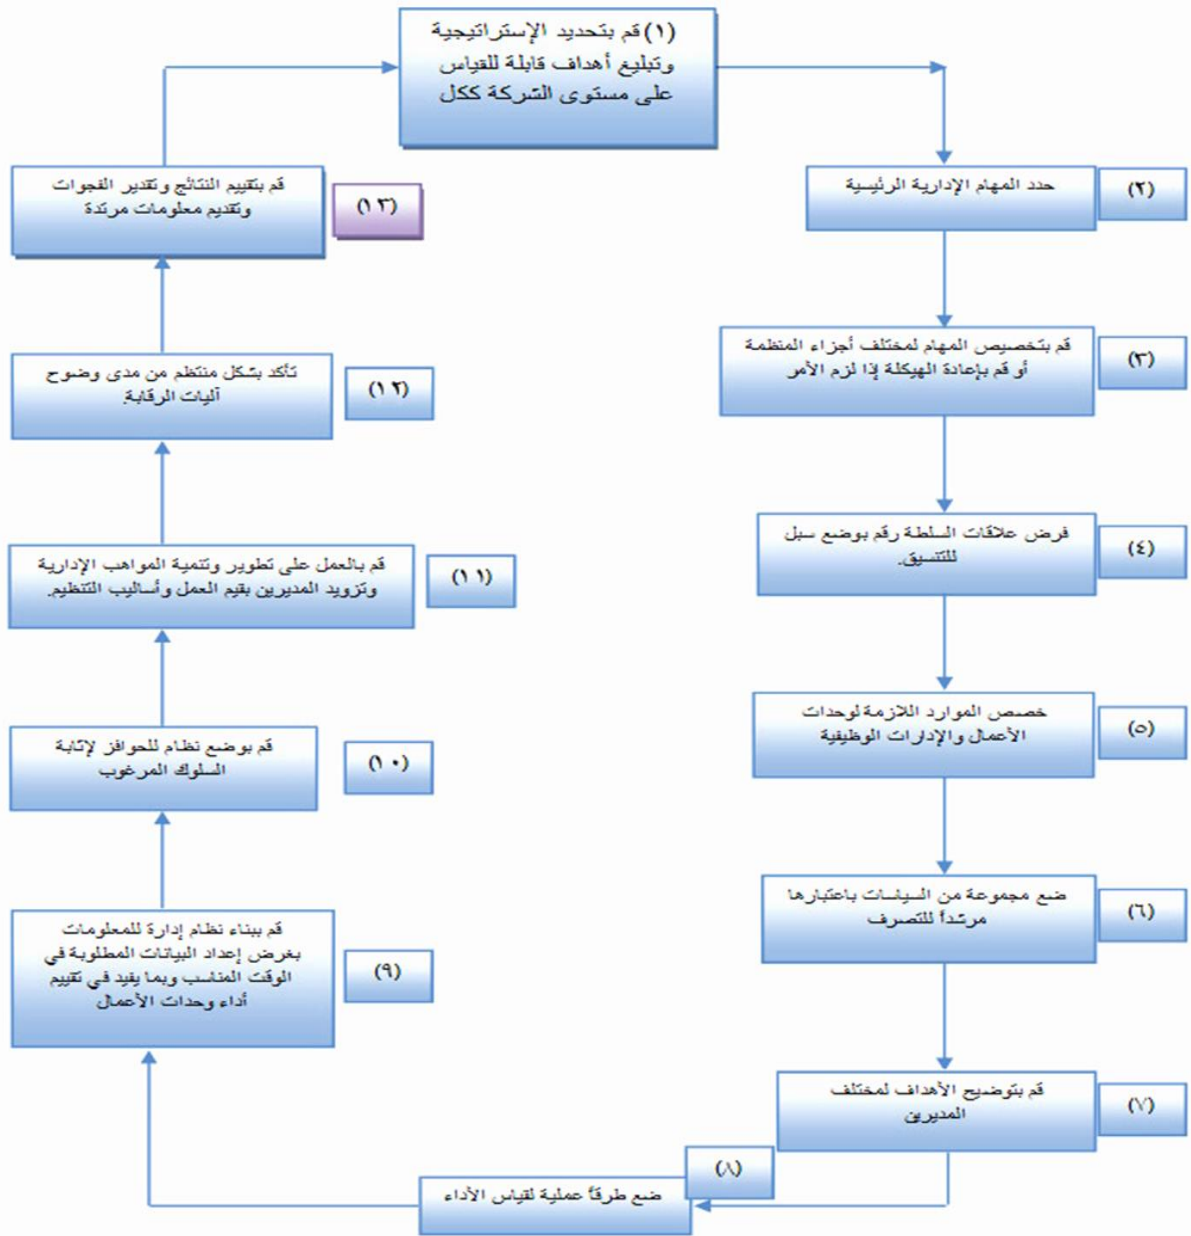 (١) قم بتحديد الإستراتيجية
وتبليغ أهداف قابلة للقياس
على مستوى الشركة ككل
(٢)
حدد المهام الإدارية الرئيسية
(٣)
قم بتخصيص المهام لمختلف أجزاء المنظمة
أو قم بإعادة الهيكلة إذا لزم الأمر
(٤)
فرض علاقات السلطة رقم بوضع سبل
للتنسيق.
(٥)
خصص الموارد اللازمة لوحدات
الأعمال والإدارات الوظيفية
(٦)
ضع مجموعة من السياسات باعتبارها
مرشداً للتصرف
(٧)
قم بتوضيح الأهداف لمختلف
المديرين
(٨)
ضع طرقاً عملية لقياس الأداء
(٩)
قم ببناء نظام إدارة للمعلومات
بغرض إعداد البيانات المطلوبة في
الوقت المناسب وبما يفيد في تقييم
أداء وحدات الأعمال
(١٠)
قم بوضع نظام للحوافز لإثابة
السلوك المرغوب
(١١)
قم بالعمل على تطوير وتنمية المواهب الإدارية
وتزويد المديرين بقيم العمل وأساليب التنظيم.
(١٢)
تأكد بشكل منتظم من مدى وضوح
آليات الرقابة.
(١٣)
قم بتقييم النتائج وتقدير الفجوات
وتقديم معلومات مرتدة